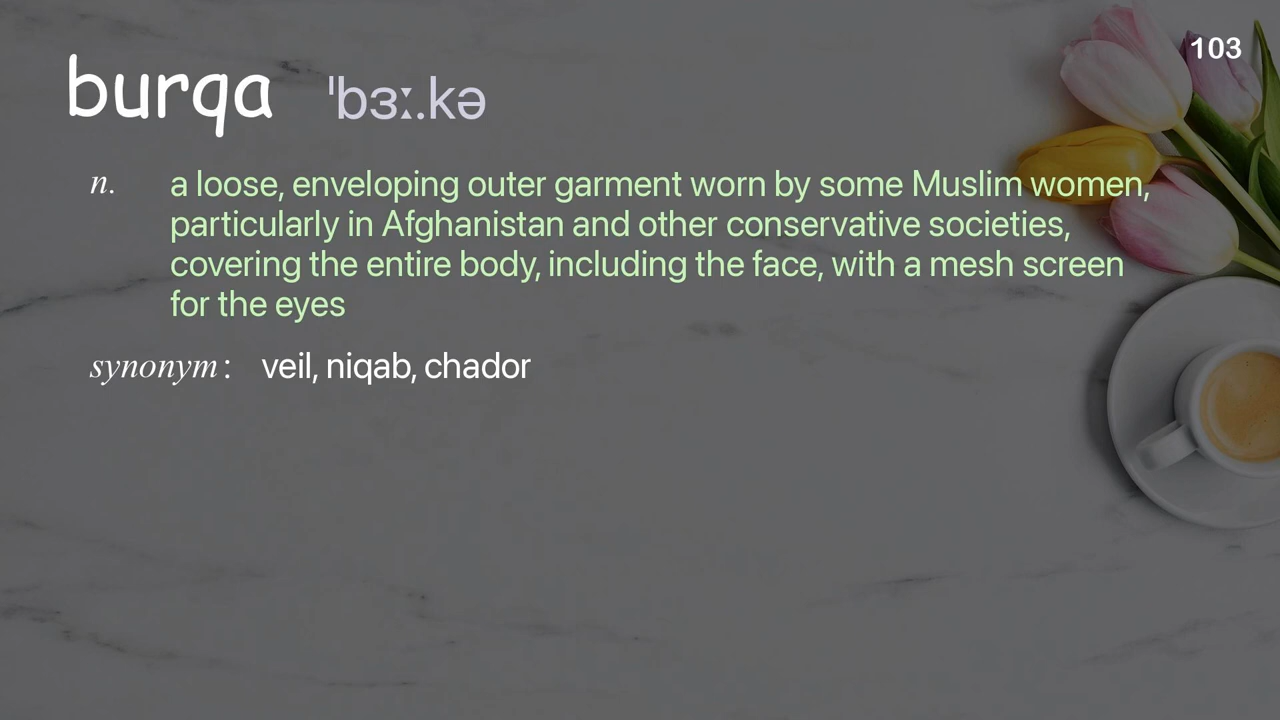 103
burqa ˈbɜː.kə
n. a loose, enveloping outer garment worn by some Muslim women,
particularly in Afghanistan and other conservative societies,
covering the entire body, including the face, with a mesh screen
for the eyes
synonym: veil, niqab, chador